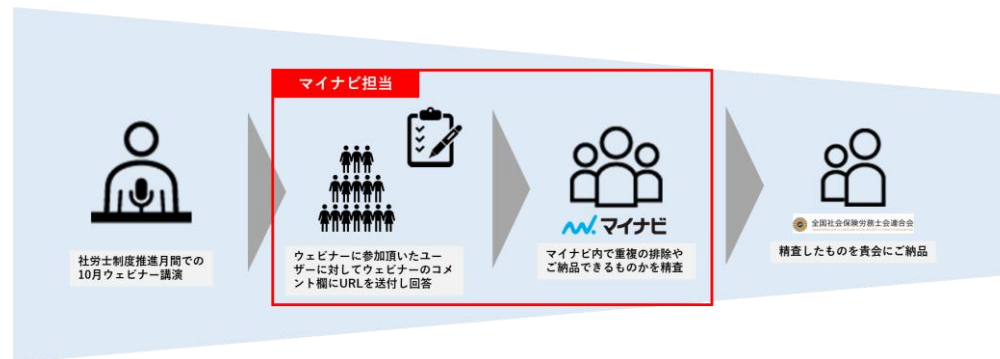 マイナビ担当
社労士制度推進月間での
10月ウェビナー講演
ウェビナーに参加頂いたユー
ザーに対してウェビナーのコメ
ント欄にURLを送付し回答
マイナビ
マイナビ内で重複の排除や
ご納品できるものかを精査
全国社会保険労務士会連合会
精査したものを貴会にご納品